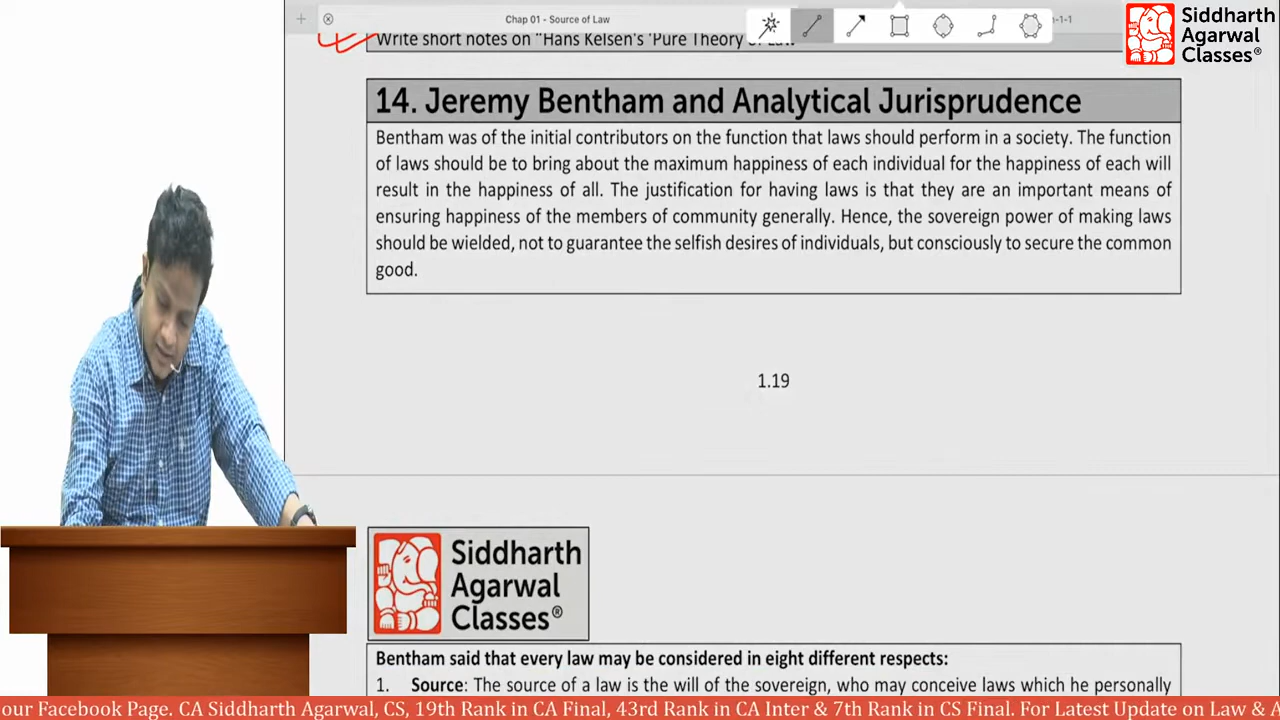 Chap 01 - Source of Law
n-1-1
Siddharth
Agarwal
Classes®
Write short notes on "Hans Kelsen's 'Pure Theory of Law
14. Jeremy Bentham and Analytical Jurisprudence
Bentham was of the initial contributors on the function that laws should perform in a society. The function
of laws should be to bring about the maximum happiness of each individual for the happiness of each will
result in the happiness of all. The justification for having laws is that they are an important means of
ensuring happiness of the members of community generally. Hence, the sovereign power of making laws
should be wielded, not to guarantee the selfish desires of individuals, but consciously to secure the common
good.
1.19
Siddharth
Agarwal
Classes®
Bentham said that every law may be considered in eight different respects:
1. Source: The source of a law is the will of the sovereign, who may conceive laws which he personally
our Facebook Page. CA Siddharth Agarwal, CS, 19th Rank in CA Final, 43rd Rank in CA Inter & 7th Rank in CS Final. For Latest Update on Law & A